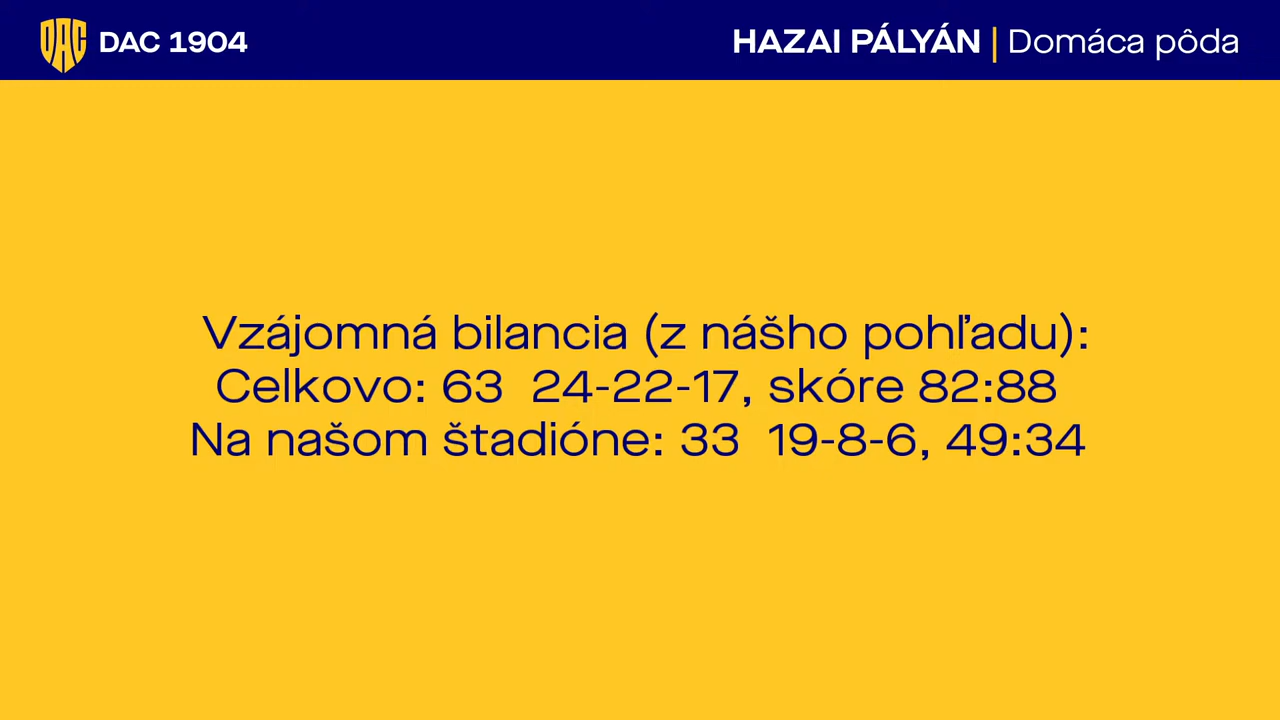 DAC DAC 1904
HAZAI PÁLYÁN | Domáca pôda
Vzájomná bilancia (z nášho pohľadu):
Celkovo: 63  24-22-17, skóre 82:88
Na našom štadióne: 33  19-8-6, 49:34